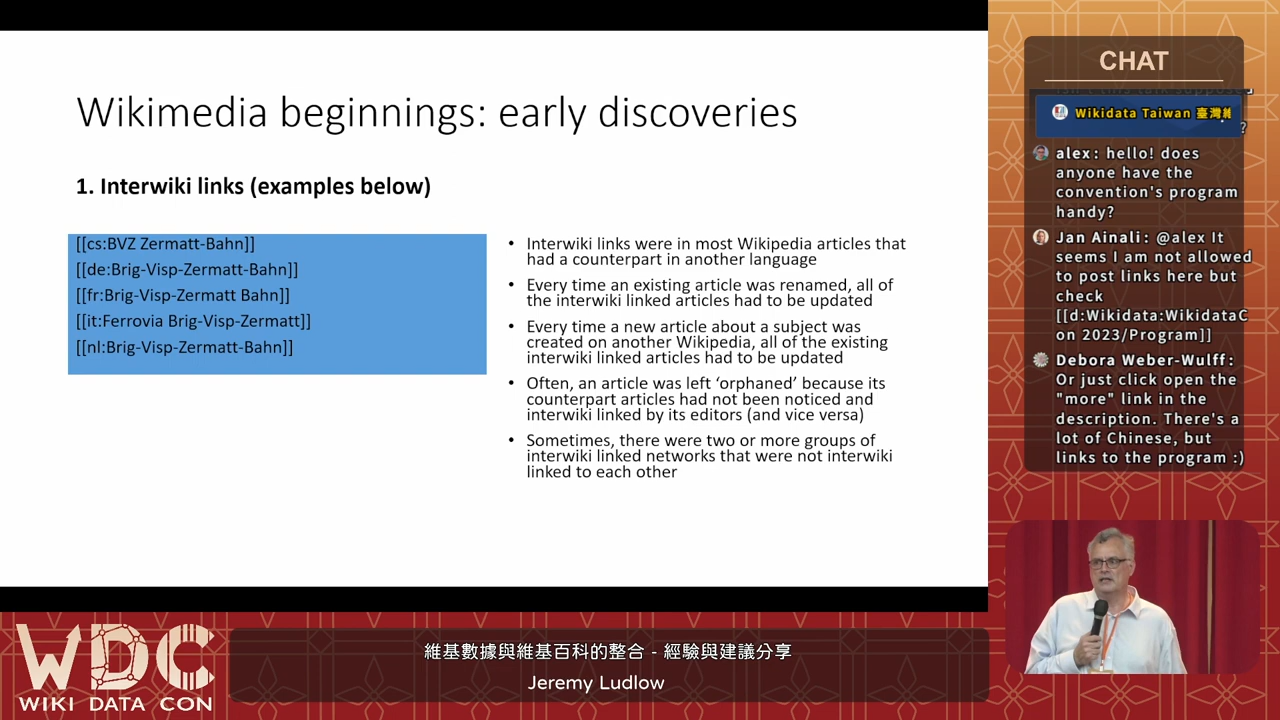 Wikimedia beginnings: early discoveries
1. Interwiki links (examples below)
[[cs:BVZ Zermatt-Bahn]]
[[de:Brig-Visp-Zermatt-Bahn]]
[[fr:Brig-Visp-Zermatt Bahn]]
[[it:Ferrovia Brig-Visp-Zermatt]]
[[nl:Brig-Visp-Zermatt-Bahn]]
• Interwiki links were in most Wikipedia articles that
had a counterpart in another language
• Every time an existing article was renamed, all of
the interwiki linked articles had to be updated
• Every time a new article about a subject was
created on another Wikipedia, all of the existing
interwiki linked articles had to be updated
• Often, an article was left ‘orphaned’ because its
counterpart articles had not been noticed and
interwiki linked by its editors (and vice versa)
• Sometimes, there were two or more groups of
interwiki linked networks that were not interwiki
linked to each other
CHAT
Wikidata Taiwan 臺灣維
alex: hello! does
anyone have the
convention's program
handy?
Jan Ainali: @alex It
seems I am not allowed
to post links here but
check
[[d:Wikidata:WikidataC
on 2023/Program]]
Debora Weber-Wulff:
Or just click open the
"more" link in the
description. There's a
lot of Chinese, but
links to the program :)
WDC
WIKI DATA CON
維基數據與維基百科的整合 - 經驗與建議分享
Jeremy Ludlow